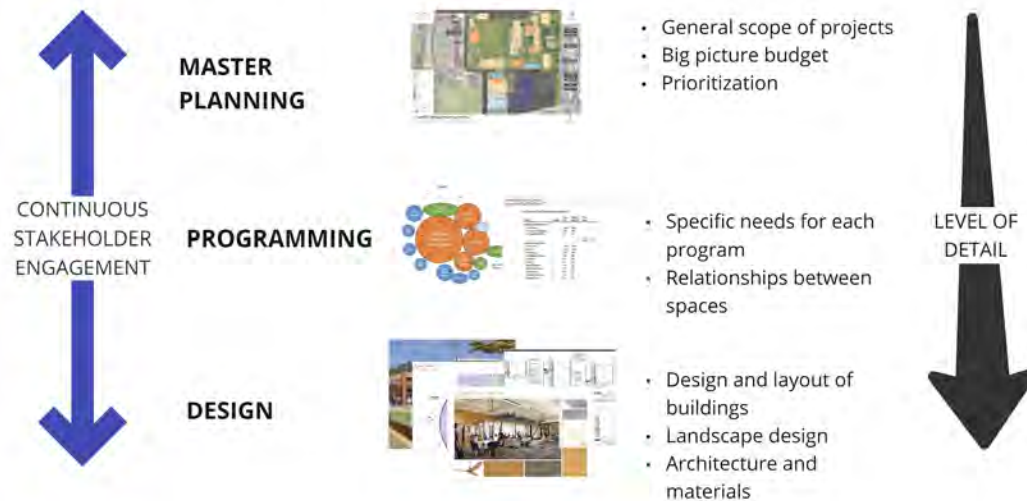 CONTINUOUS
STAKEHOLDER
ENGAGEMENT
MASTER
PLANNING
General scope of projects
Big picture budget
Prioritization
PROGRAMMING
Specific needs for each
program
Relationships between
spaces
DESIGN
Design and layout of
buildings
Landscape design
Architecture and
materials
LEVEL OF
DETAIL